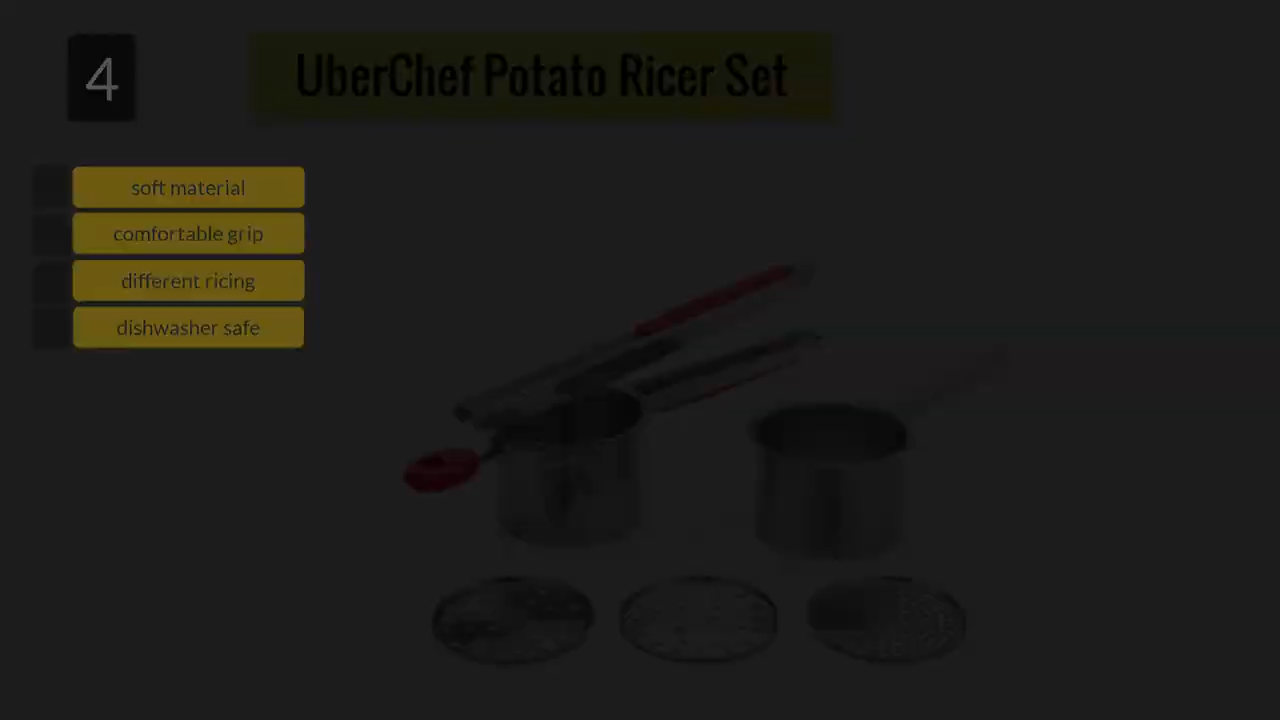 4
UberChef Potato Ricer Set
soft material
comfortable grip
different ricing
dishwasher safe